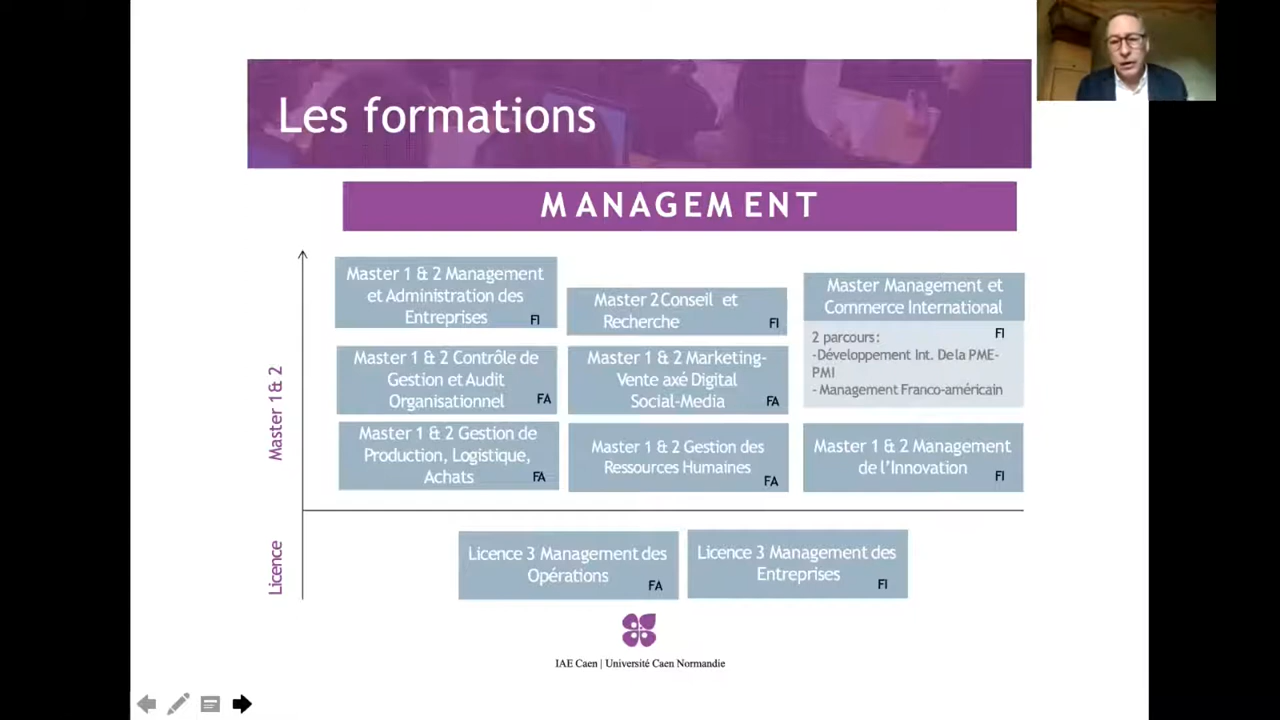 Les formations
MANAGEMENT
Master 1 & 2
Master 1 & 2 Management
et Administration des
Entreprises
FI
Master 2 Conseil et
Recherche
FI
Master Management et
Commerce International
FI
2 parcours :
-Développement Int. De la PME-
PMI
- Management Franco-américain
Master 1 & 2 Contrôle de
Gestion et Audit
Organisationnel
FA
Master 1 & 2 Marketing-
Vente axé Digital
Social-Media
FA
Master 1 & 2 Gestion de
Production, Logistique,
Achats
FA
Master 1 & 2 Gestion des
Ressources Humaines
FA
Master 1 & 2 Management
de l'Innovation
FI
Licence
Licence 3 Management des
Opérations
FA
Licence 3 Management des
Entreprises
FI
IAE Caen | Université Caen Normandie